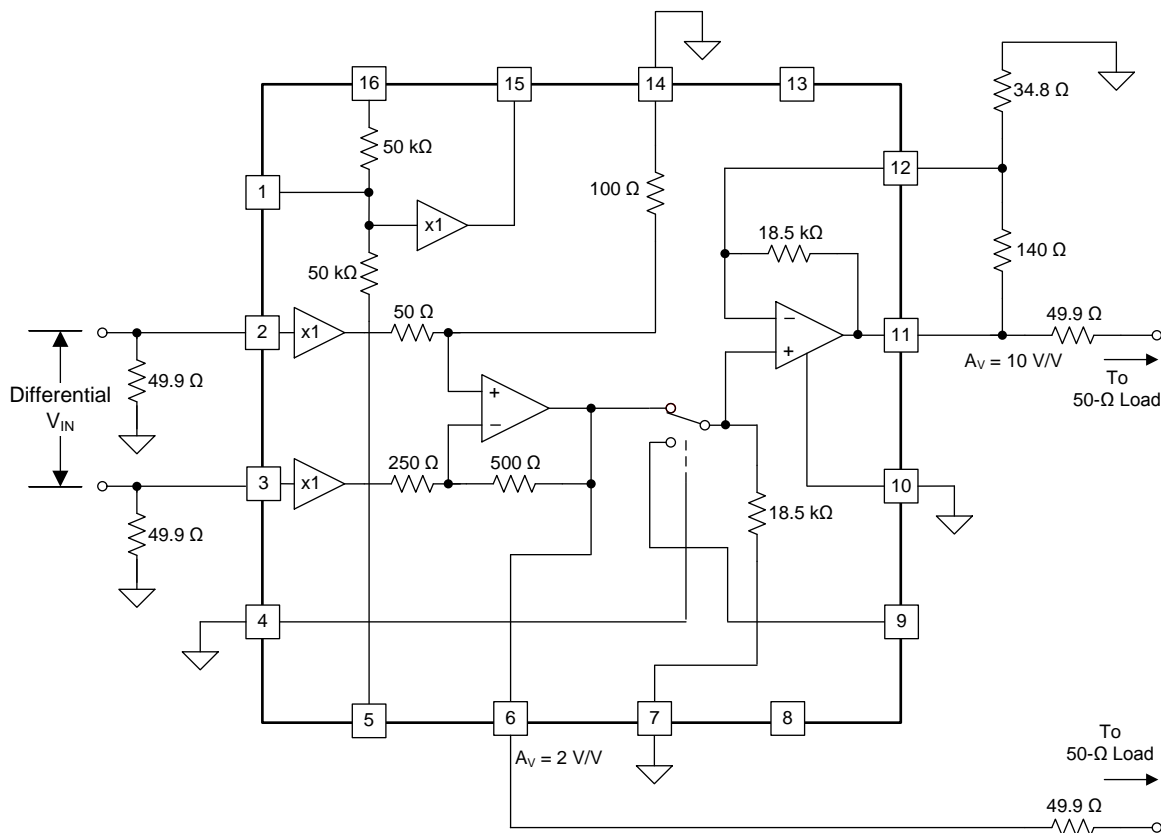 16
15
14
13
34.8 Ω
50 kΩ
12
1
100 Ω
x1
18.5 kΩ
140 Ω
50 kΩ
50 Ω
49.9 Ω
2
x1
−
11
+
A_V = 10 V/V
To
50-Ω Load
49.9 Ω
Differential
V_IN
+
−
250 Ω
500 Ω
3
x1
10
18.5 kΩ
49.9 Ω
4
9
5
6
7
8
A_V = 2 V/V
To
50-Ω Load
49.9 Ω